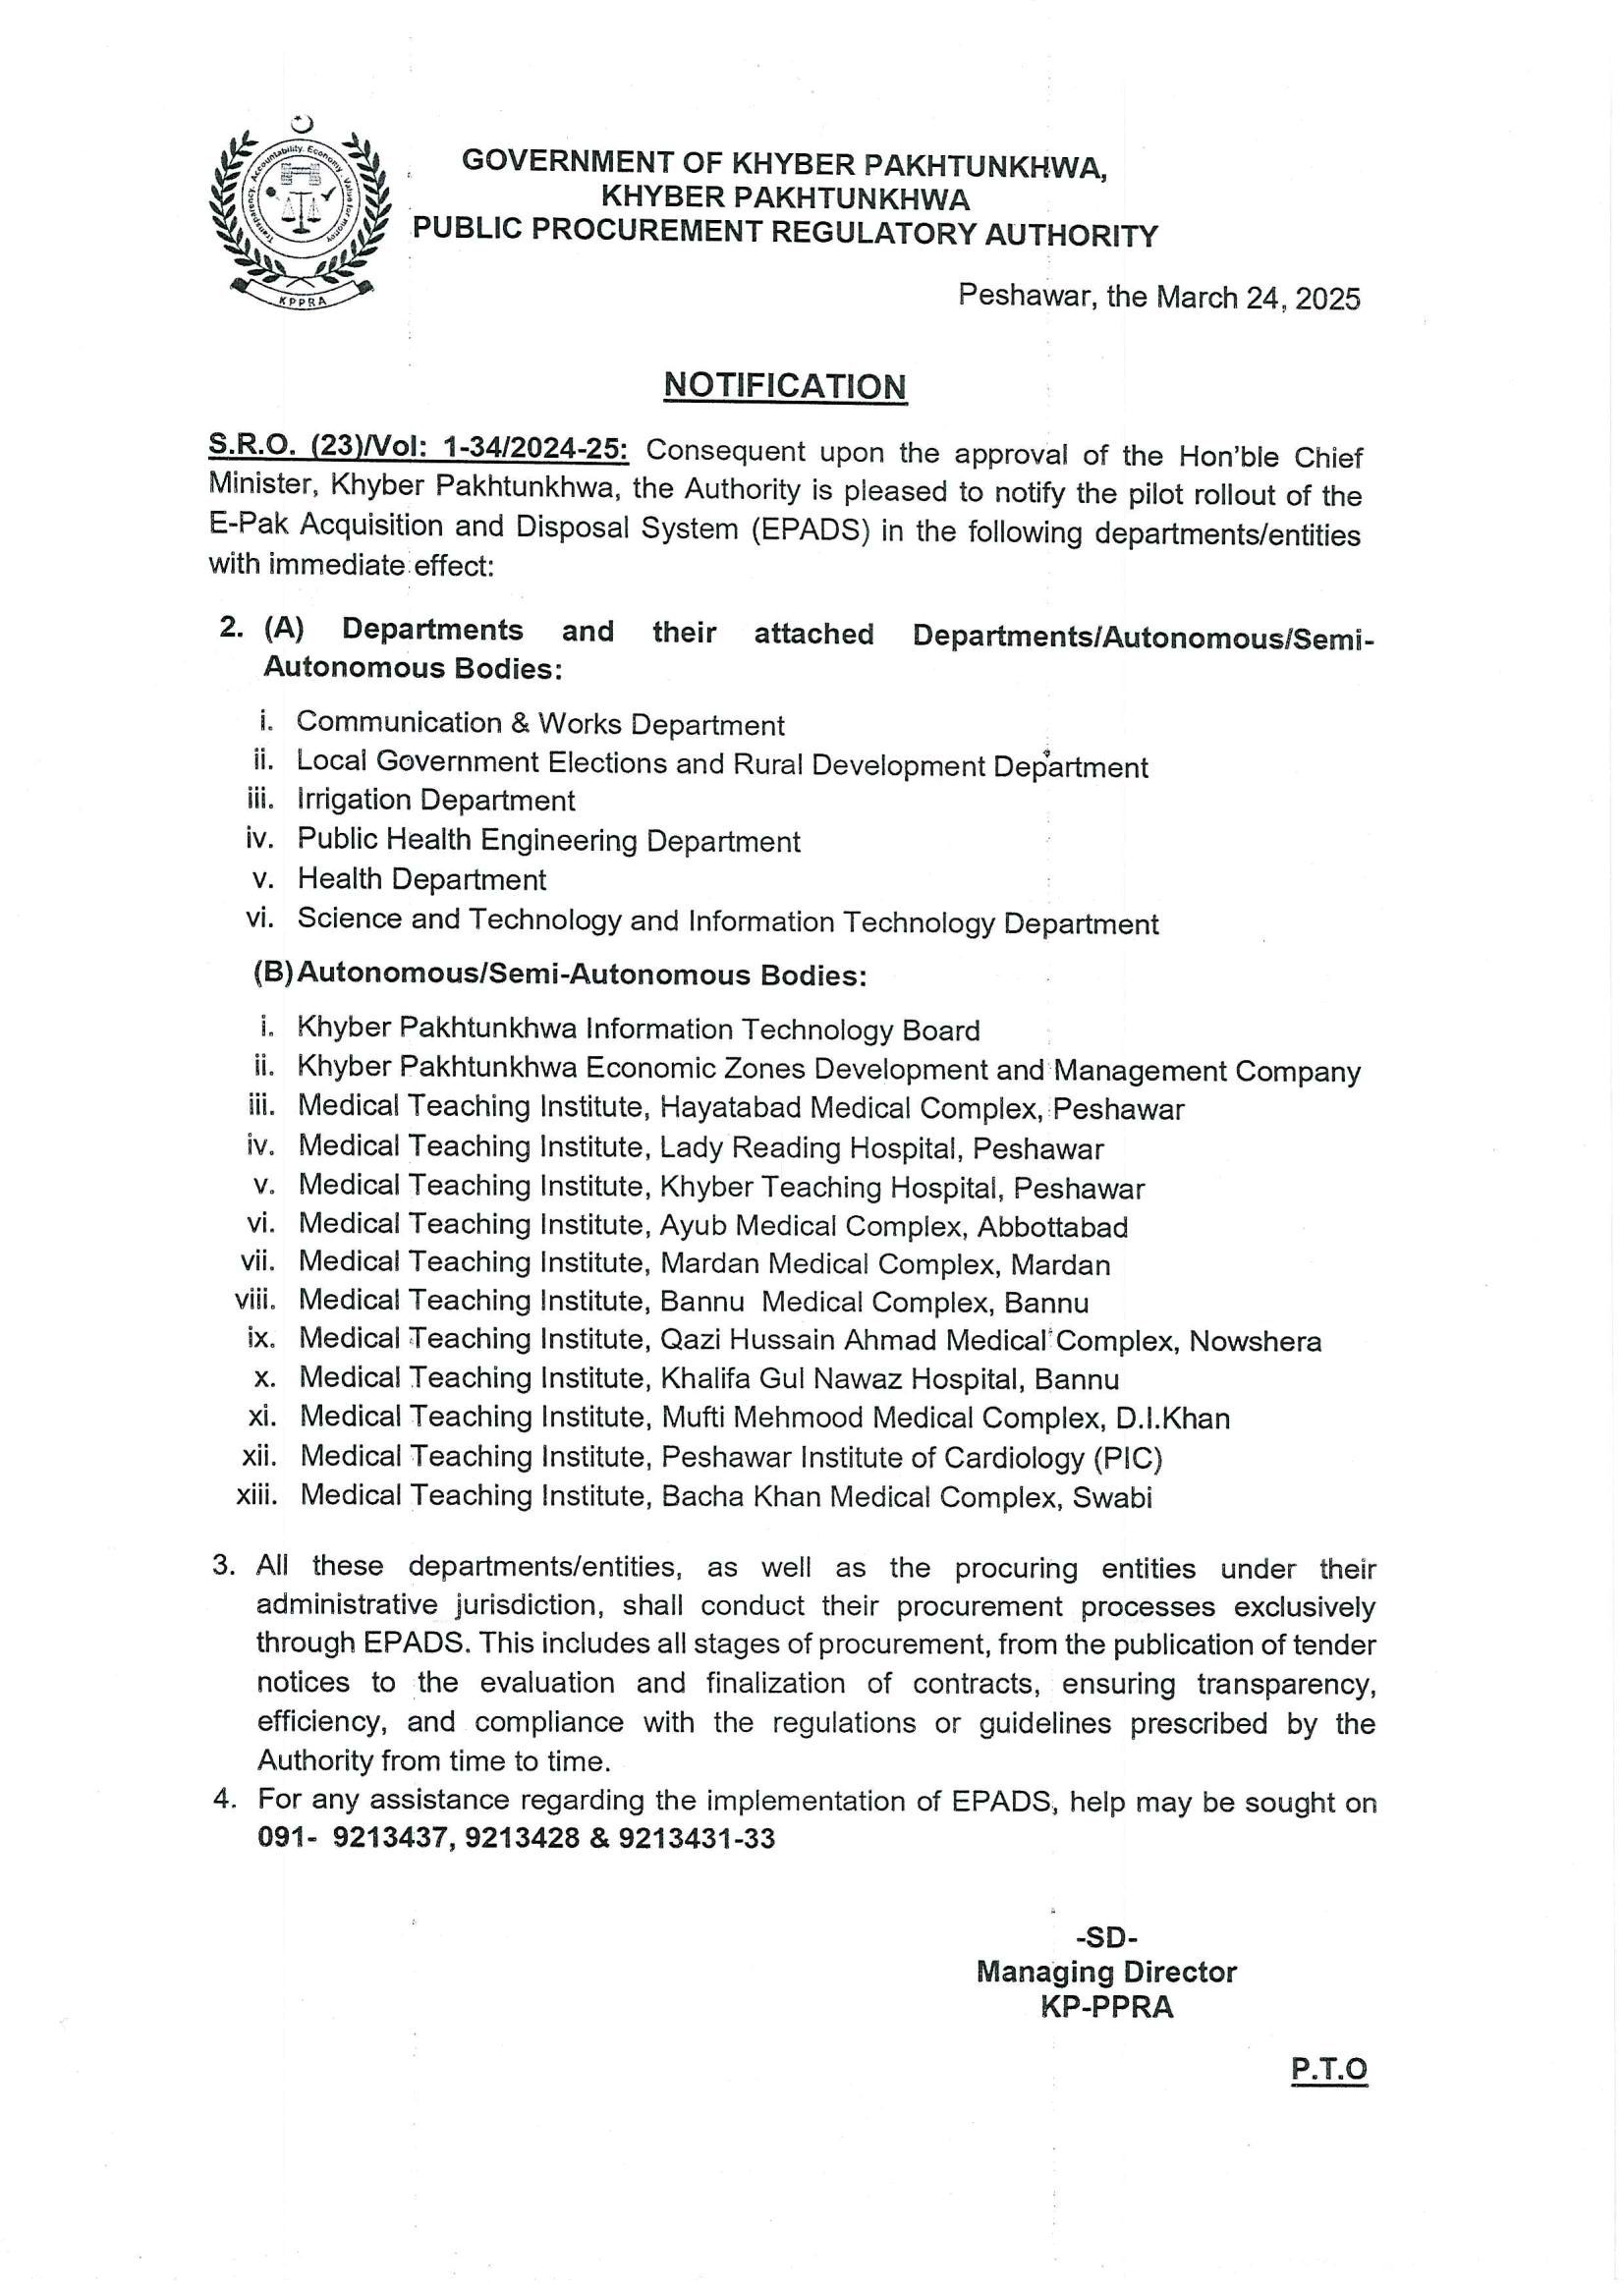 Transparency. Accountability. Economy. Value for money
KPPRA
GOVERNMENT OF KHYBER PAKHTUNKHWA,
KHYBER PAKHTUNKHWA
PUBLIC PROCUREMENT REGULATORY AUTHORITY
Peshawar, the March 24, 2025
NOTIFICATION
S.R.O. (23)/Vol: 1-34/2024-25: Consequent upon the approval of the Hon'ble Chief
Minister, Khyber Pakhtunkhwa, the Authority is pleased to notify the pilot rollout of the
E-Pak Acquisition and Disposal System (EPADS) in the following departments/entities
with immediate effect:
2. (A) Departments and their attached Departments/Autonomous/Semi-
Autonomous Bodies:
i. Communication & Works Department
ii. Local Government Elections and Rural Development Department
iii. Irrigation Department
iv. Public Health Engineering Department
v. Health Department
vi. Science and Technology and Information Technology Department
(B) Autonomous/Semi-Autonomous Bodies:
i. Khyber Pakhtunkhwa Information Technology Board
ii. Khyber Pakhtunkhwa Economic Zones Development and Management Company
iii. Medical Teaching Institute, Hayatabad Medical Complex, Peshawar
iv. Medical Teaching Institute, Lady Reading Hospital, Peshawar
v. Medical Teaching Institute, Khyber Teaching Hospital, Peshawar
vi. Medical Teaching Institute, Ayub Medical Complex, Abbottabad
vii. Medical Teaching Institute, Mardan Medical Complex, Mardan
viii. Medical Teaching Institute, Bannu Medical Complex, Bannu
ix. Medical Teaching Institute, Qazi Hussain Ahmad Medical Complex, Nowshera
x. Medical Teaching Institute, Khalifa Gul Nawaz Hospital, Bannu
xi. Medical Teaching Institute, Mufti Mehmood Medical Complex, D.I.Khan
xii. Medical Teaching Institute, Peshawar Institute of Cardiology (PIC)
xiii. Medical Teaching Institute, Bacha Khan Medical Complex, Swabi
3. All these departments/entities, as well as the procuring entities under their
administrative jurisdiction, shall conduct their procurement processes exclusively
through EPADS. This includes all stages of procurement, from the publication of tender
notices to the evaluation and finalization of contracts, ensuring transparency,
efficiency, and compliance with the regulations or guidelines prescribed by the
Authority from time to time.
4. For any assistance regarding the implementation of EPADS, help may be sought on
091- 9213437, 9213428 & 9213431-33
-SD-
Managing Director
KP-PPRA
P.T.O